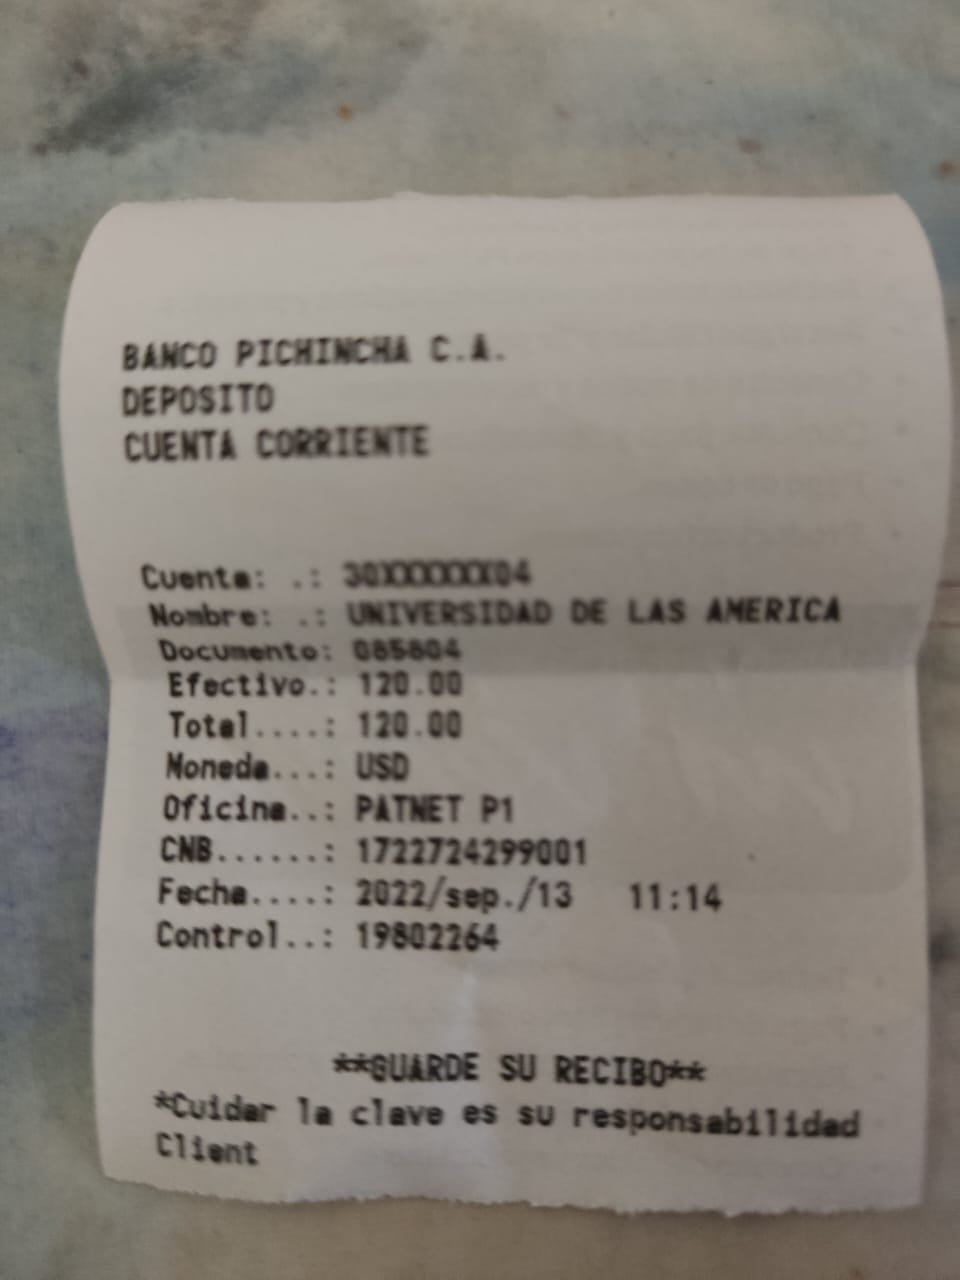 BANCO PICHINCHA C.A.
DEPOSITO
CUENTA CORRIENTE
Cuenta: .: 30XXXXXX04
Nombre: .: UNIVERSIDAD DE LAS AMERICA
Documento: 085804
Efectivo.: 120.00
Total....: 120.00
Moneda...: USD
Oficina..: PATNET P1
CNB......: 1722724299001
Fecha....: 2022/sep./13 11:14
Control..: 19802264
**GUARDE SU RECIBO**
*Cuidar la clave es su responsabilidad
Client